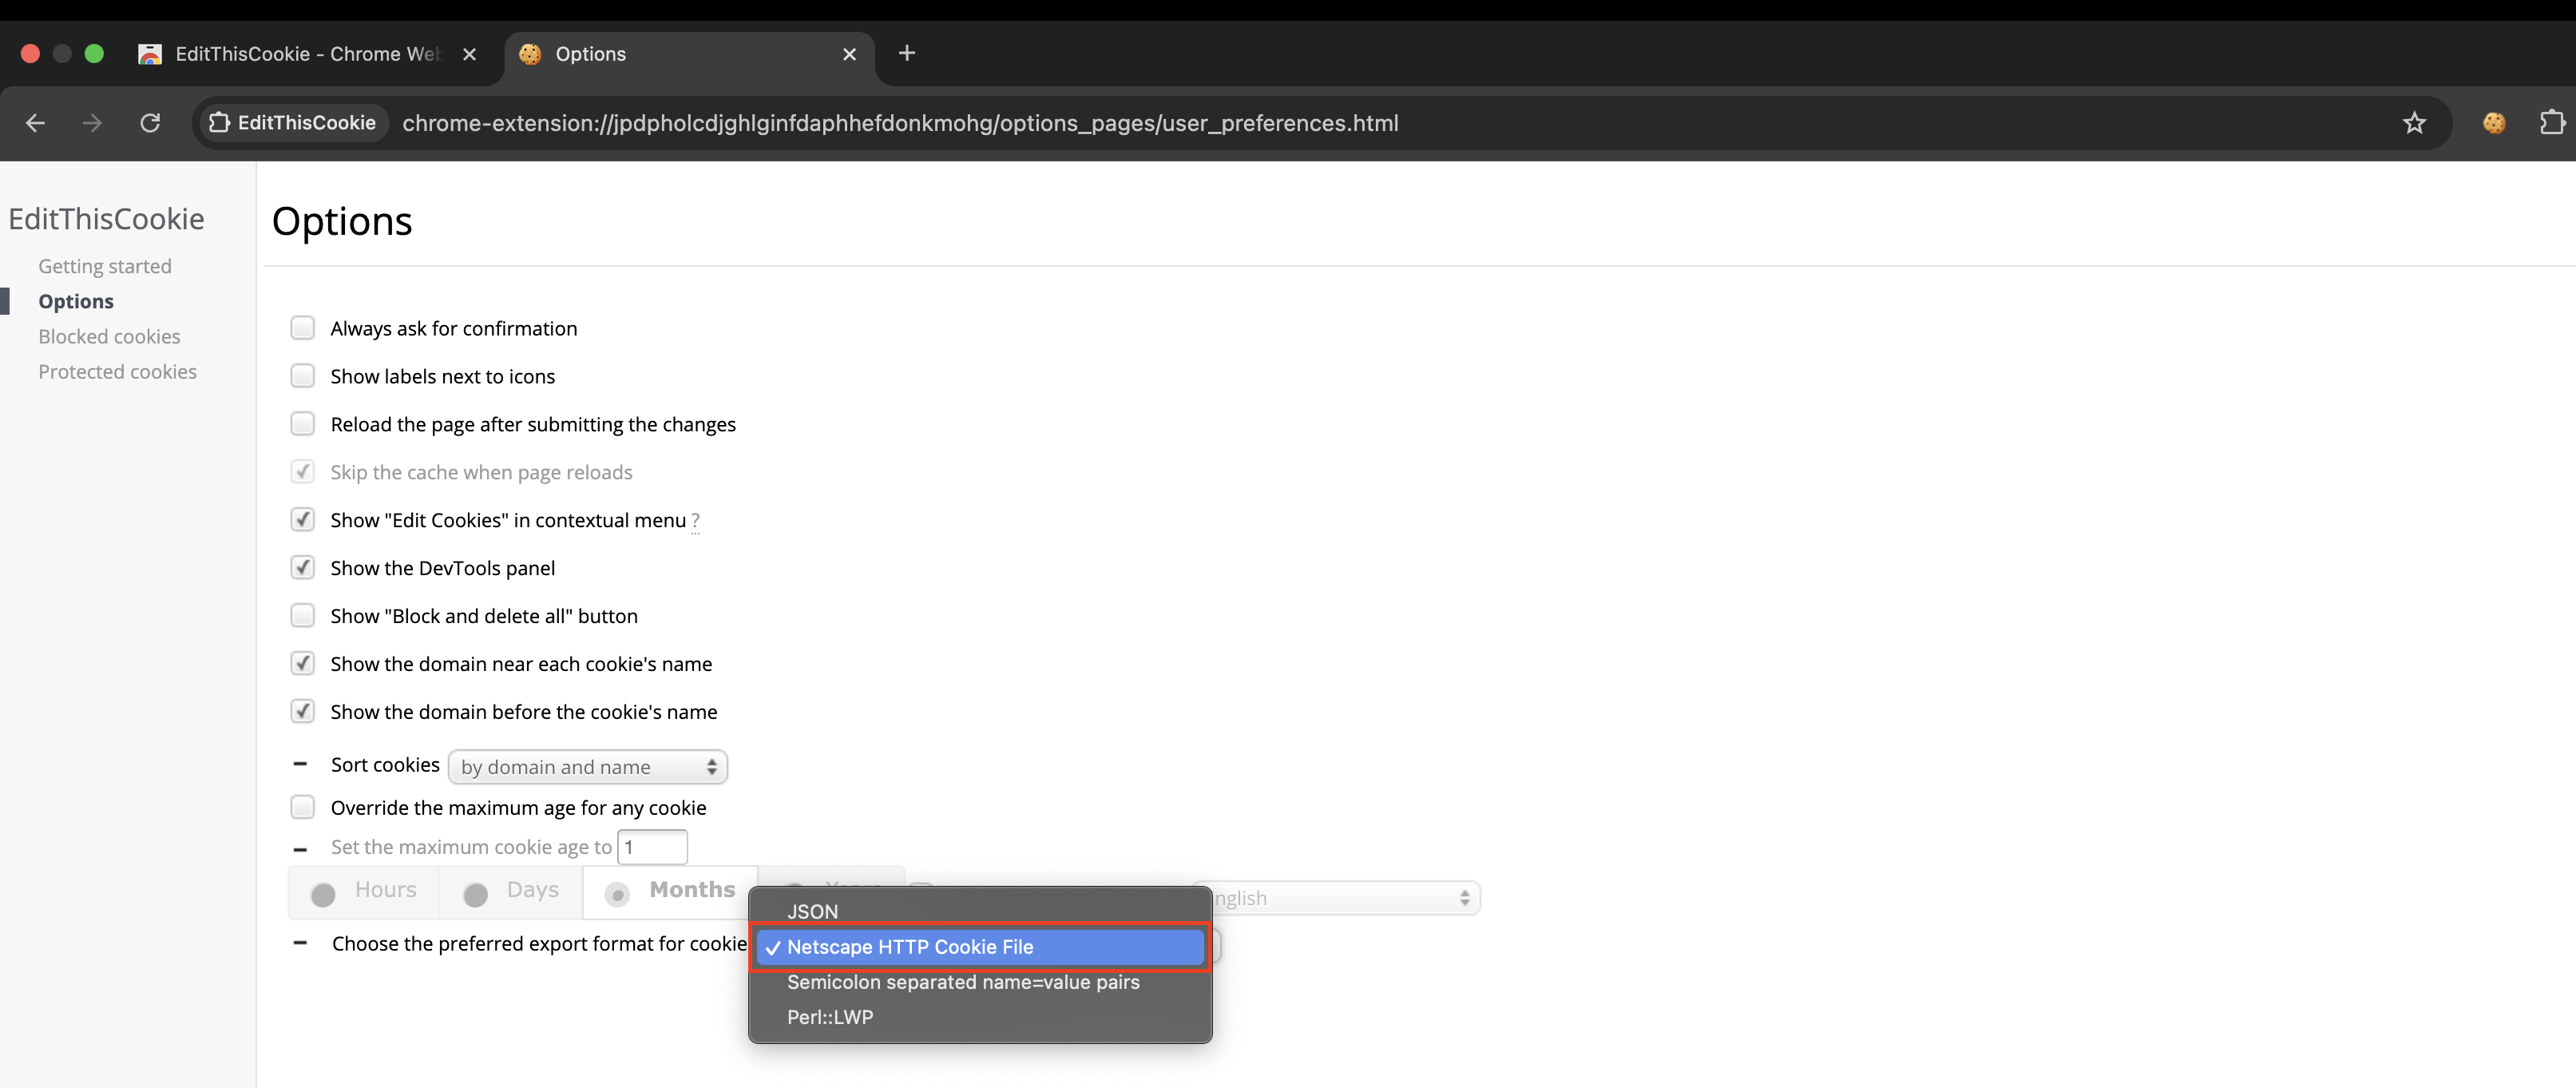 EditThisCookie - Chrome Web
Options
EditThisCookie
chrome-extension://jpdpholcdjghlginfdaphhefdonkmohg/options_pages/user_preferences.html
EditThisCookie
Getting started
Options
Blocked cookies
Protected cookies
Options
Always ask for confirmation
Show labels next to icons
Reload the page after submitting the changes
Skip the cache when page reloads
Show "Edit Cookies" in contextual menu ?
Show the DevTools panel
Show "Block and delete all" button
Show the domain near each cookie's name
Show the domain before the cookie's name
Sort cookies by domain and name
Override the maximum age for any cookie
Set the maximum cookie age to 1
Hours Days Months Years nglish
Choose the preferred export format for cookie
JSON
✓ Netscape HTTP Cookie File
Semicolon separated name=value pairs
Perl::LWP